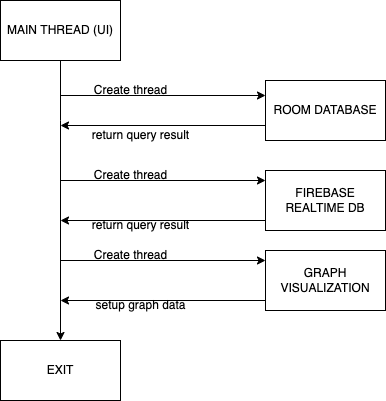 MAIN THREAD (UI)
Create thread
ROOM DATABASE
return query result
Create thread
FIREBASE
REALTIME DB
return query result
Create thread
GRAPH
VISUALIZATION
setup graph data
EXIT